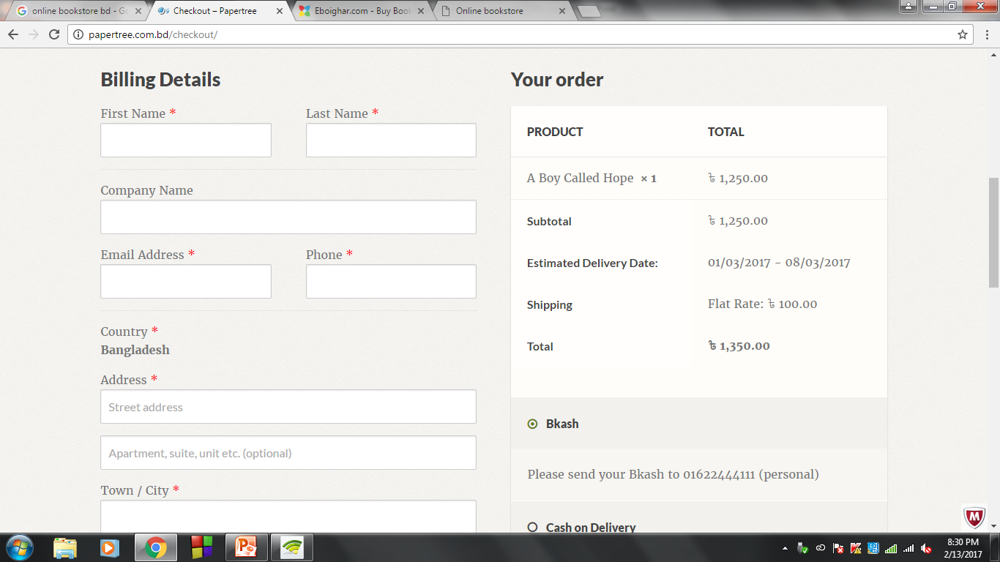 online bookstore bd - Go
Checkout – Papertree
Eboighar.com - Buy Book
Online bookstore
papertree.com.bd/checkout/
Billing Details
First Name *
Last Name *
Company Name
Email Address *
Phone *
Country *
Bangladesh
Address *
Street address
Apartment, suite, unit etc. (optional)
Town / City *
Your order
PRODUCT TOTAL
A Boy Called Hope × 1 ৳ 1,250.00
Subtotal ৳ 1,250.00
Estimated Delivery Date: 01/03/2017 - 08/03/2017
Shipping Flat Rate: ৳ 100.00
Total ৳ 1,350.00
Bkash
Please send your Bkash to 01622444111 (personal)
Cash on Delivery
8:30 PM
2/13/2017